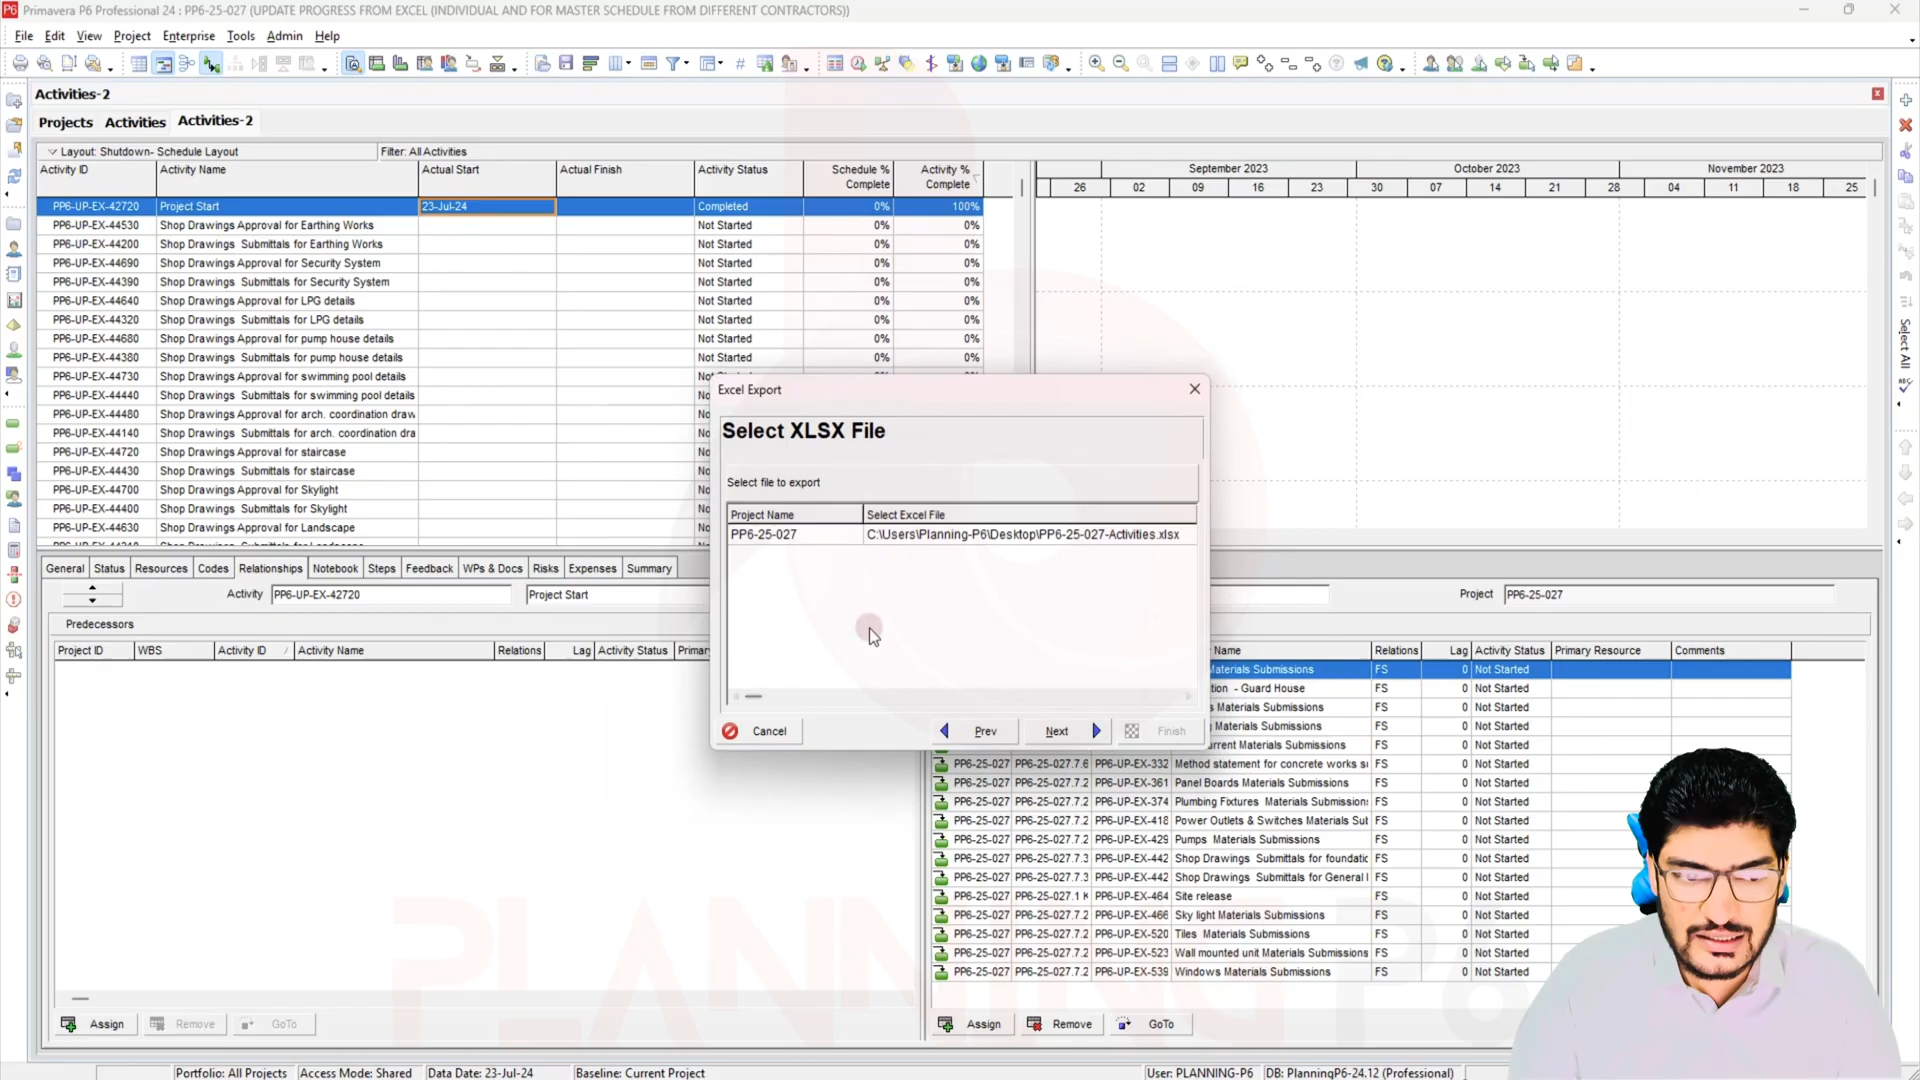 Primavera P6 Professional 24 : PP6-25-027 (UPDATE PROGRESS FROM EXCEL (INDIVIDUAL AND FOR MASTER SCHEDULE FROM DIFFERENT CONTRACTORS))
File Edit View Project Enterprise Tools Admin Help
Activities-2
Projects Activities Activities-2
Layout: Shutdown- Schedule Layout Filter: All Activities
Activity ID Activity Name Actual Start Actual Finish Activity Status Schedule % Complete Activity % Complete
September 2023 October 2023 November 2023
26 02 09 16 23 30 07 14 21 28 04 11 18 25
PP6-UP-EX-42720 Project Start 23-Jul-24 Completed 0% 100%
PP6-UP-EX-44530 Shop Drawings Approval for Earthing Works Not Started 0% 0%
PP6-UP-EX-44200 Shop Drawings Submittals for Earthing Works Not Started 0% 0%
PP6-UP-EX-44690 Shop Drawings Approval for Security System Not Started 0% 0%
PP6-UP-EX-44390 Shop Drawings Submittals for Security System Not Started 0% 0%
PP6-UP-EX-44640 Shop Drawings Approval for LPG details Not Started 0% 0%
PP6-UP-EX-44320 Shop Drawings Submittals for LPG details Not Started 0% 0%
PP6-UP-EX-44680 Shop Drawings Approval for pump house details Not Started 0% 0%
PP6-UP-EX-44380 Shop Drawings Submittals for pump house details Not Started 0% 0%
PP6-UP-EX-44730 Shop Drawings Approval for swimming pool details
PP6-UP-EX-44440 Shop Drawings Submittals for swimming pool details No
PP6-UP-EX-44480 Shop Drawings Approval for arch. coordination draw No
PP6-UP-EX-44140 Shop Drawings Submittals for arch. coordination dra No
PP6-UP-EX-44720 Shop Drawings Approval for staircase No
PP6-UP-EX-44430 Shop Drawings Submittals for staircase No
PP6-UP-EX-44700 Shop Drawings Approval for Skylight No
PP6-UP-EX-44400 Shop Drawings Submittals for Skylight No
PP6-UP-EX-44630 Shop Drawings Approval for Landscape No
Select All
Excel Export
Select XLSX File
Select file to export
Project Name Select Excel File
PP6-25-027 C:\Users\Planning-P6\Desktop\PP6-25-027-Activities.xlsx
Cancel Prev Next Finish
General Status Resources Codes Relationships Notebook Steps Feedback WPs & Docs Risks Expenses Summary
Activity PP6-UP-EX-42720 Project Start Project PP6-25-027
Predecessors
Project ID WBS Activity ID Activity Name Relations Lag Activity Status Primar
Name Relations Lag Activity Status Primary Resource Comments
Materials Submissions FS 0 Not Started
tion - Guard House FS 0 Not Started
s Materials Submissions FS 0 Not Started
g Materials Submissions FS 0 Not Started
urrent Materials Submissions FS 0 Not Started
PP6-25-027 PP6-25-027.7.6 PP6-UP-EX-332 Method statement for concrete works su FS 0 Not Started
PP6-25-027 PP6-25-027.7.2 PP6-UP-EX-361 Panel Boards Materials Submissions FS 0 Not Started
PP6-25-027 PP6-25-027.7.2 PP6-UP-EX-374 Plumbing Fixtures Materials Submissions FS 0 Not Started
PP6-25-027 PP6-25-027.7.2 PP6-UP-EX-418 Power Outlets & Switches Materials Sub FS 0 Not Started
PP6-25-027 PP6-25-027.7.2 PP6-UP-EX-429 Pumps Materials Submissions FS 0 Not Started
PP6-25-027 PP6-25-027.7.3 PP6-UP-EX-442 Shop Drawings Submittals for foundatic FS 0 Not Started
PP6-25-027 PP6-25-027.7.3 PP6-UP-EX-442 Shop Drawings Submittals for General FS 0 Not Started
PP6-25-027 PP6-25-027.1 PP6-UP-EX-464 Site release FS 0 Not Started
PP6-25-027 PP6-25-027.7.2 PP6-UP-EX-466 Sky light Materials Submissions FS 0 Not Started
PP6-25-027 PP6-25-027.7.2 PP6-UP-EX-520 Tiles Materials Submissions FS 0 Not Started
PP6-25-027 PP6-25-027.7.2 PP6-UP-EX-523 Wall mounted unit Materials Submissions FS 0 Not Started
PP6-25-027 PP6-25-027.7.2 PP6-UP-EX-539 Windows Materials Submissions FS 0 Not Started
PLANNING P6
Assign Remove GoTo Assign Remove GoTo
Portfolio: All Projects Access Mode: Shared Data Date: 23-Jul-24 Baseline: Current Project User: PLANNING-P6 DB: PlanningP6-24.12 (Professional)